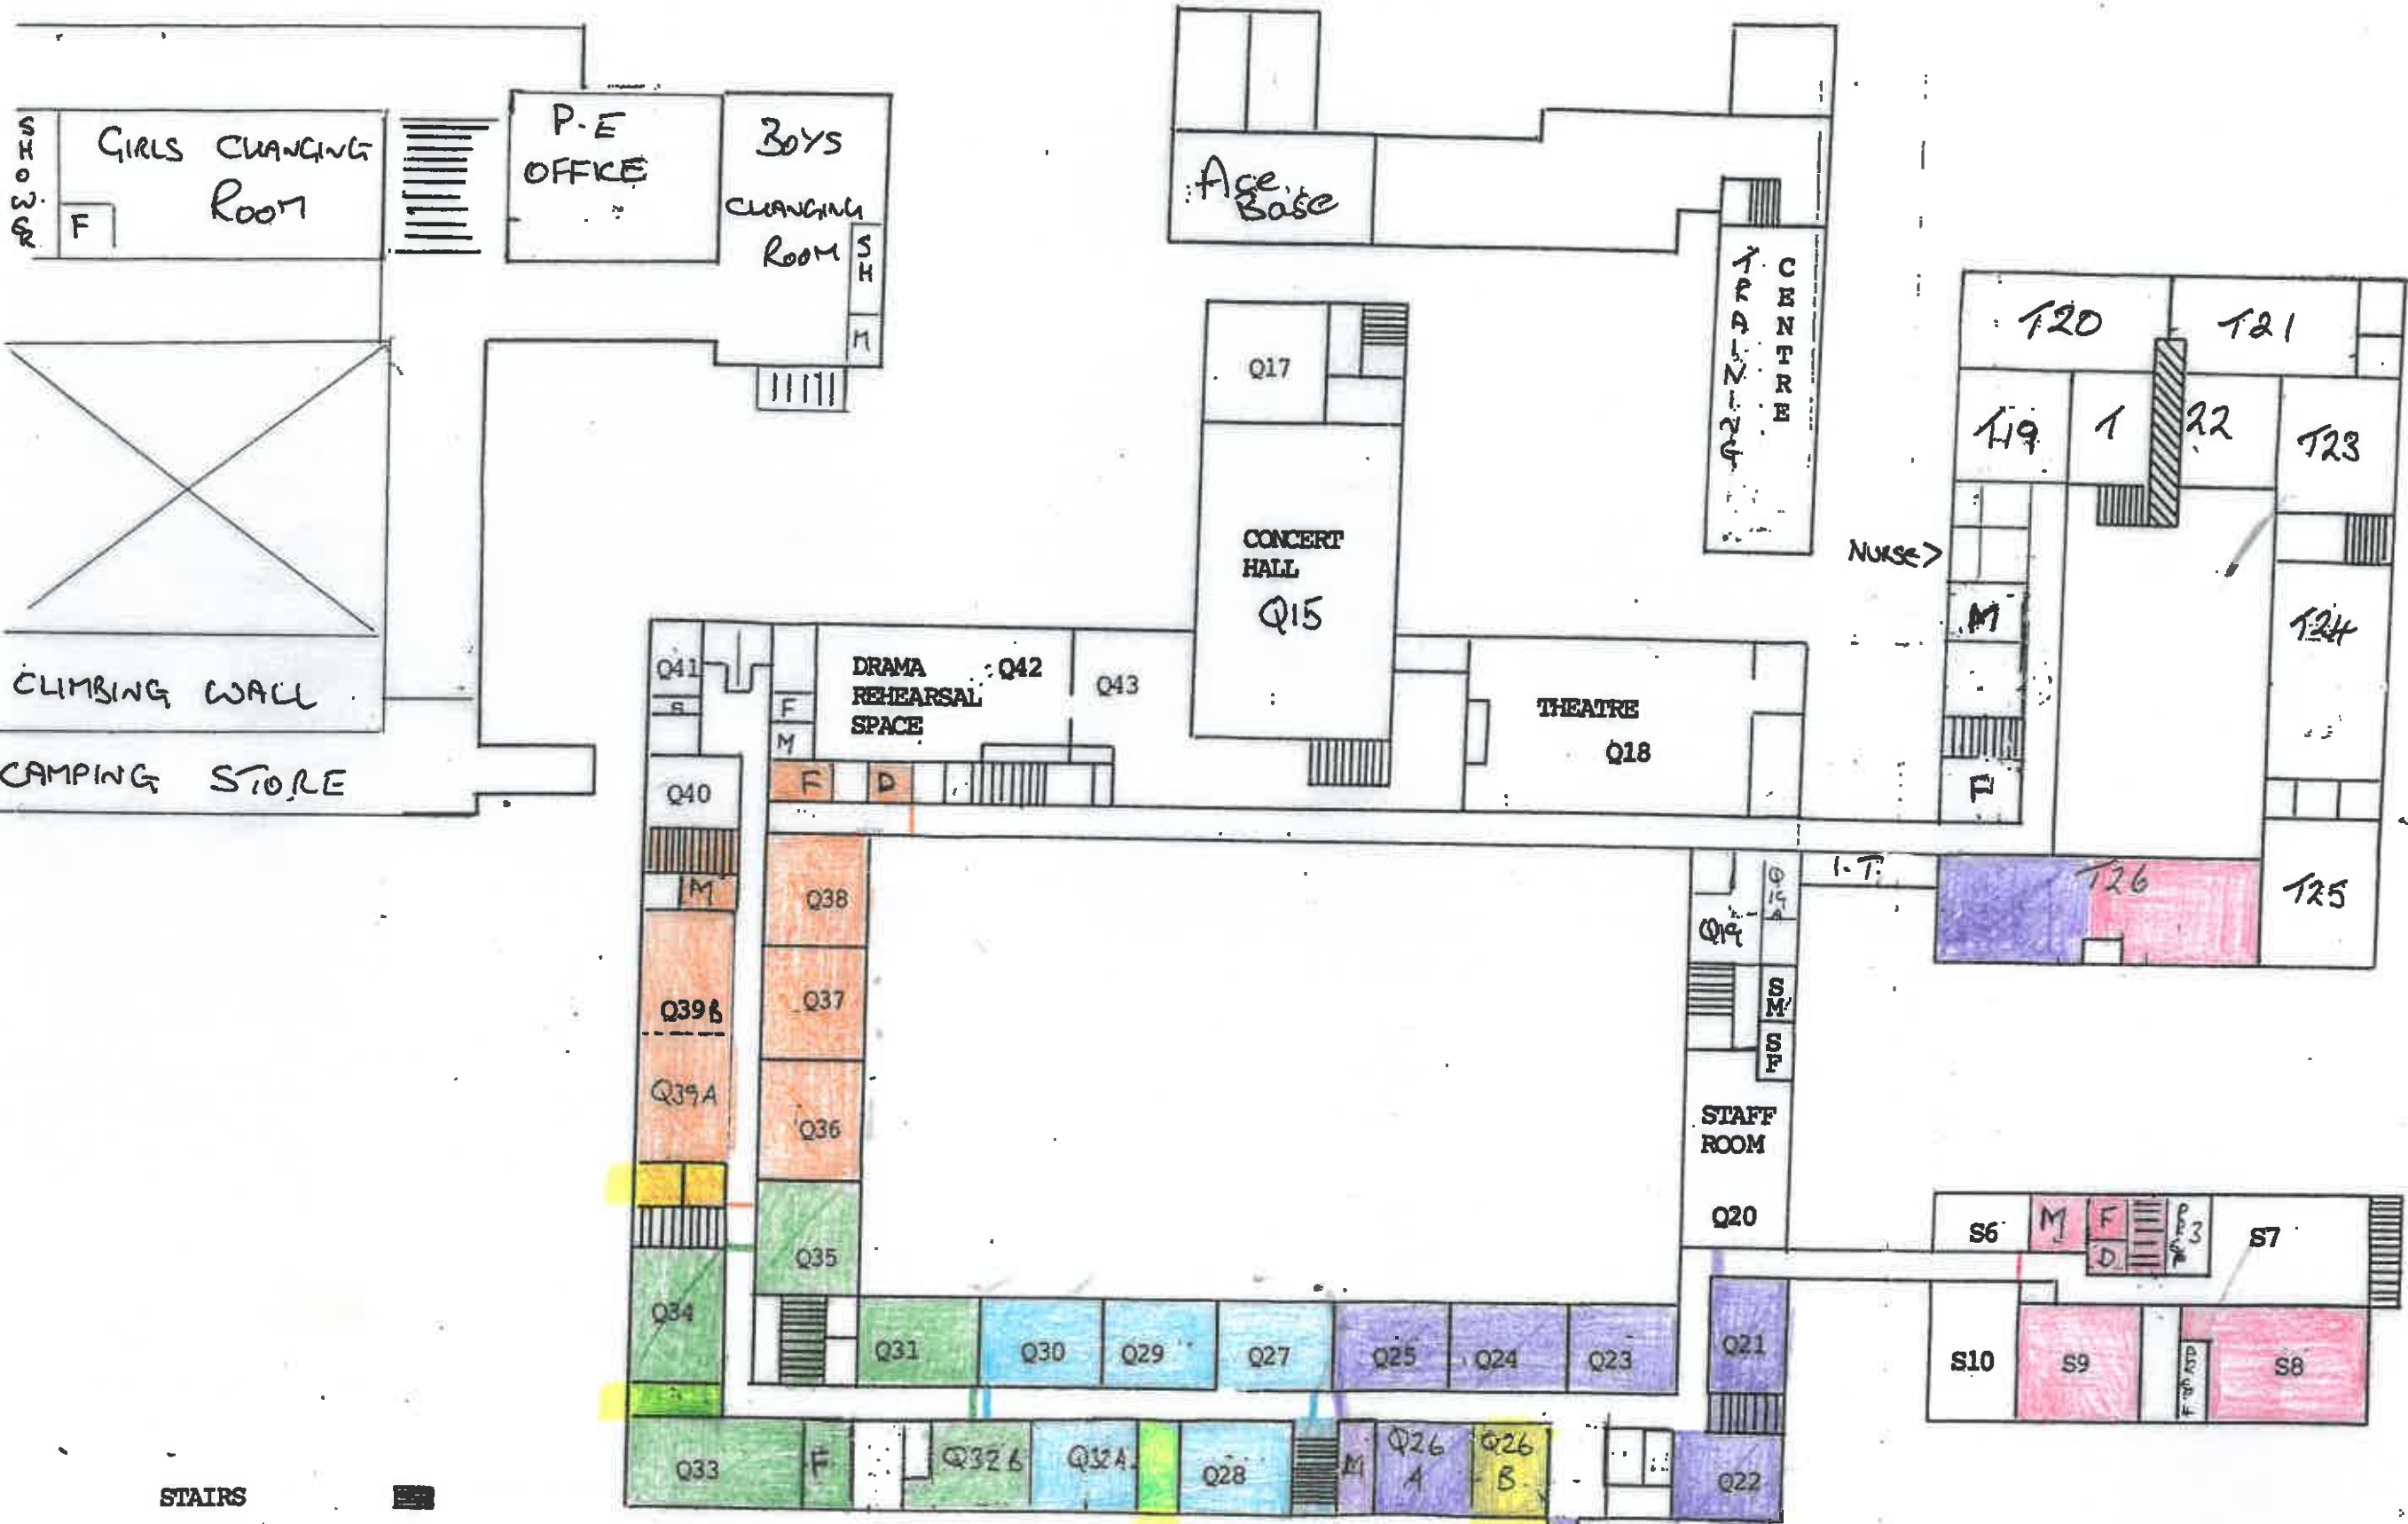 SHOWER
GIRLS CHANGING
ROOM
F
P.E
OFFICE
BOYS
CHANGING
ROOM
SH
M
Ace
Base
TRAINING
CENTRE
T20
T21
T19
T 22
T23
Q17
CONCERT
HALL
Q15
NURSE>
M
F
T24
T25
T26
CLIMBING WALL
CAMPING STORE
Q41
S
F
M
DRAMA
REHEARSAL
SPACE
Q42
Q43
THEATRE
Q18
Q40
F
D
M
I.T.
Q19
Q19A
SM
SF
STAFF
ROOM
Q20
Q38
Q37
Q36
Q39B
Q39A
Q35
Q34
Q33
F
Q31
Q30
Q29
Q27
Q25
Q24
Q23
Q21
Q32B
Q32A
Q28
M
Q26
A
Q26
B
Q22
S6
M
F
D
S7
S10
S9
S8
STAIRS